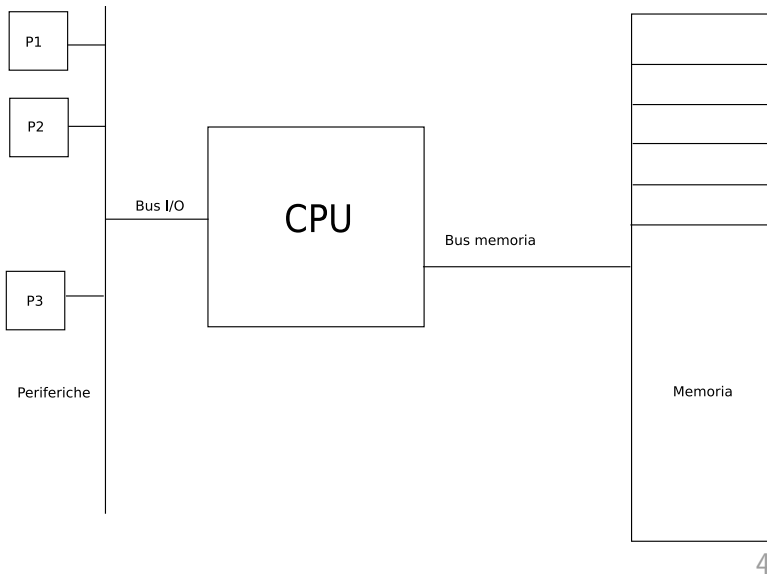 P1
P2
Bus I/O
CPU
Bus memoria
P3
Periferiche
Memoria
4